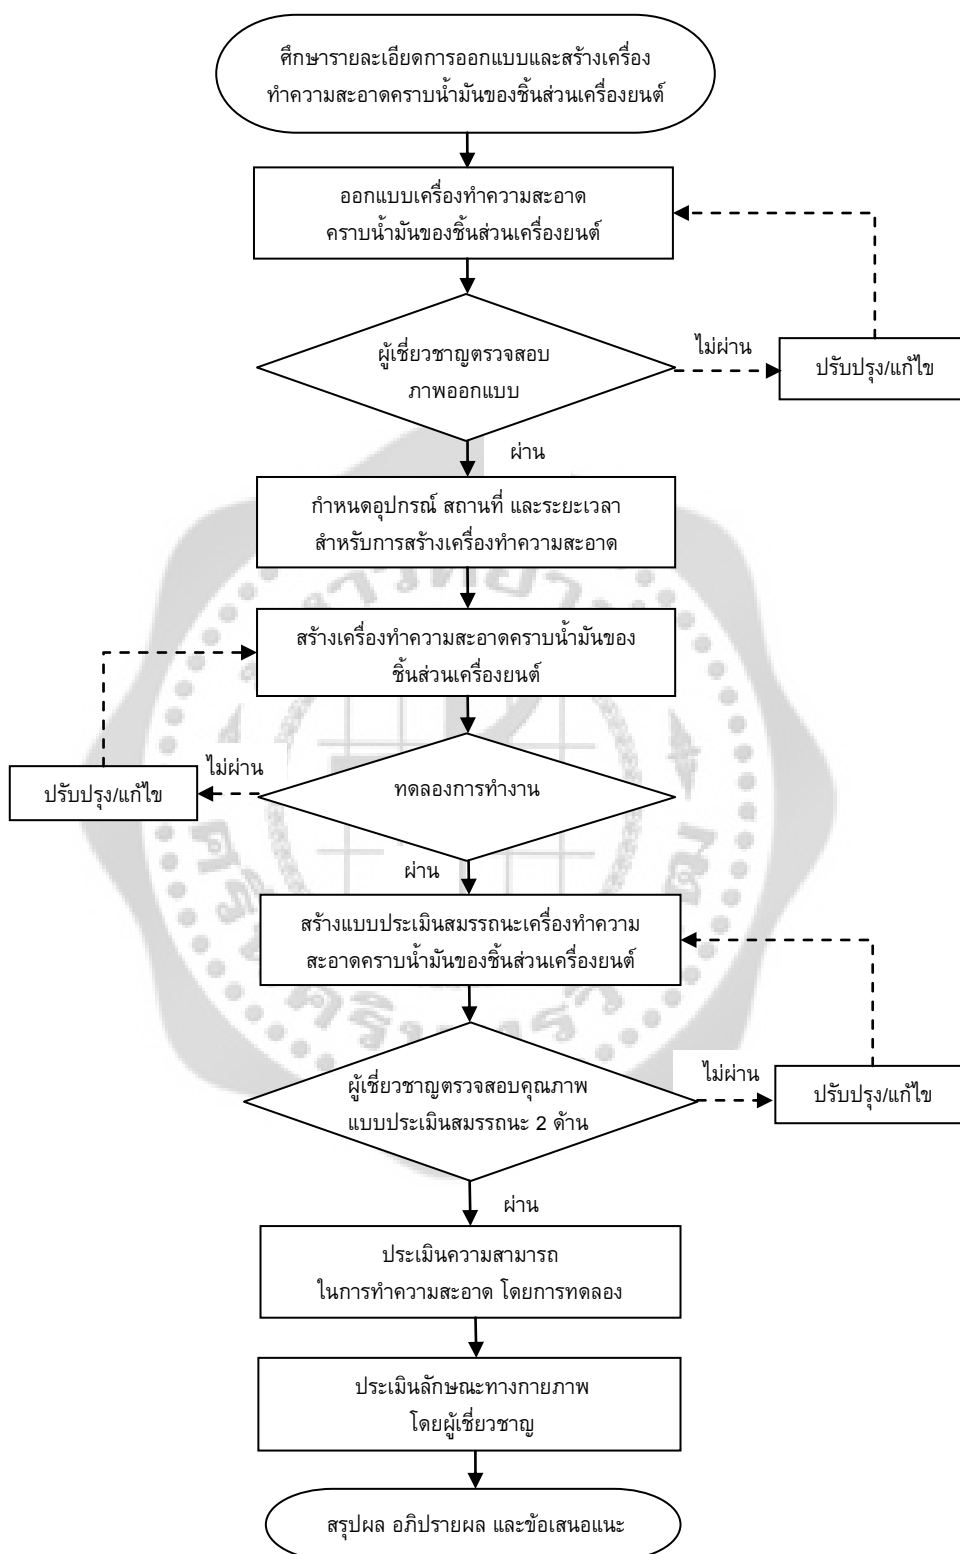 ศึกษารายละเอียดการออกแบบและสร้างเครื่อง
ทำความสะอาดคราบน้ำมันของชิ้นส่วนเครื่องยนต์
ออกแบบเครื่องทำความสะอาด
คราบน้ำมันของชิ้นส่วนเครื่องยนต์
ผู้เชี่ยวชาญตรวจสอบ
ภาพออกแบบ
ไม่ผ่าน
ปรับปรุง/แก้ไข
ผ่าน
กำหนดอุปกรณ์ สถานที่ และระยะเวลา
สำหรับการสร้างเครื่องทำความสะอาด
สร้างเครื่องทำความสะอาดคราบน้ำมันของ
ชิ้นส่วนเครื่องยนต์
ทดลองการทำงาน
ไม่ผ่าน
ปรับปรุง/แก้ไข
ผ่าน
สร้างแบบประเมินสมรรถนะเครื่องทำความ
สะอาดคราบน้ำมันของชิ้นส่วนเครื่องยนต์
ผู้เชี่ยวชาญตรวจสอบคุณภาพ
แบบประเมินสมรรถนะ 2 ด้าน
ไม่ผ่าน
ปรับปรุง/แก้ไข
ผ่าน
ประเมินความสามารถ
ในการทำความสะอาด โดยการทดลอง
ประเมินลักษณะทางกายภาพ
โดยผู้เชี่ยวชาญ
สรุปผล อภิปรายผล และข้อเสนอแนะ